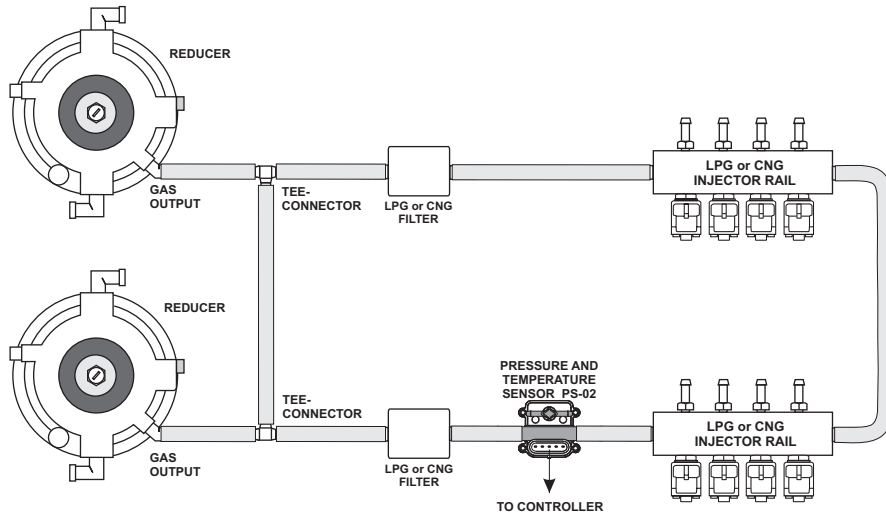 REDUCER
GAS
OUTPUT
TEE-
CONNECTOR
LPG or CNG
FILTER
LPG or CNG
INJECTOR RAIL
REDUCER
GAS
OUTPUT
TEE-
CONNECTOR
LPG or CNG
FILTER
PRESSURE AND
TEMPERATURE
SENSOR PS-02
TO CONTROLLER
LPG or CNG
INJECTOR RAIL